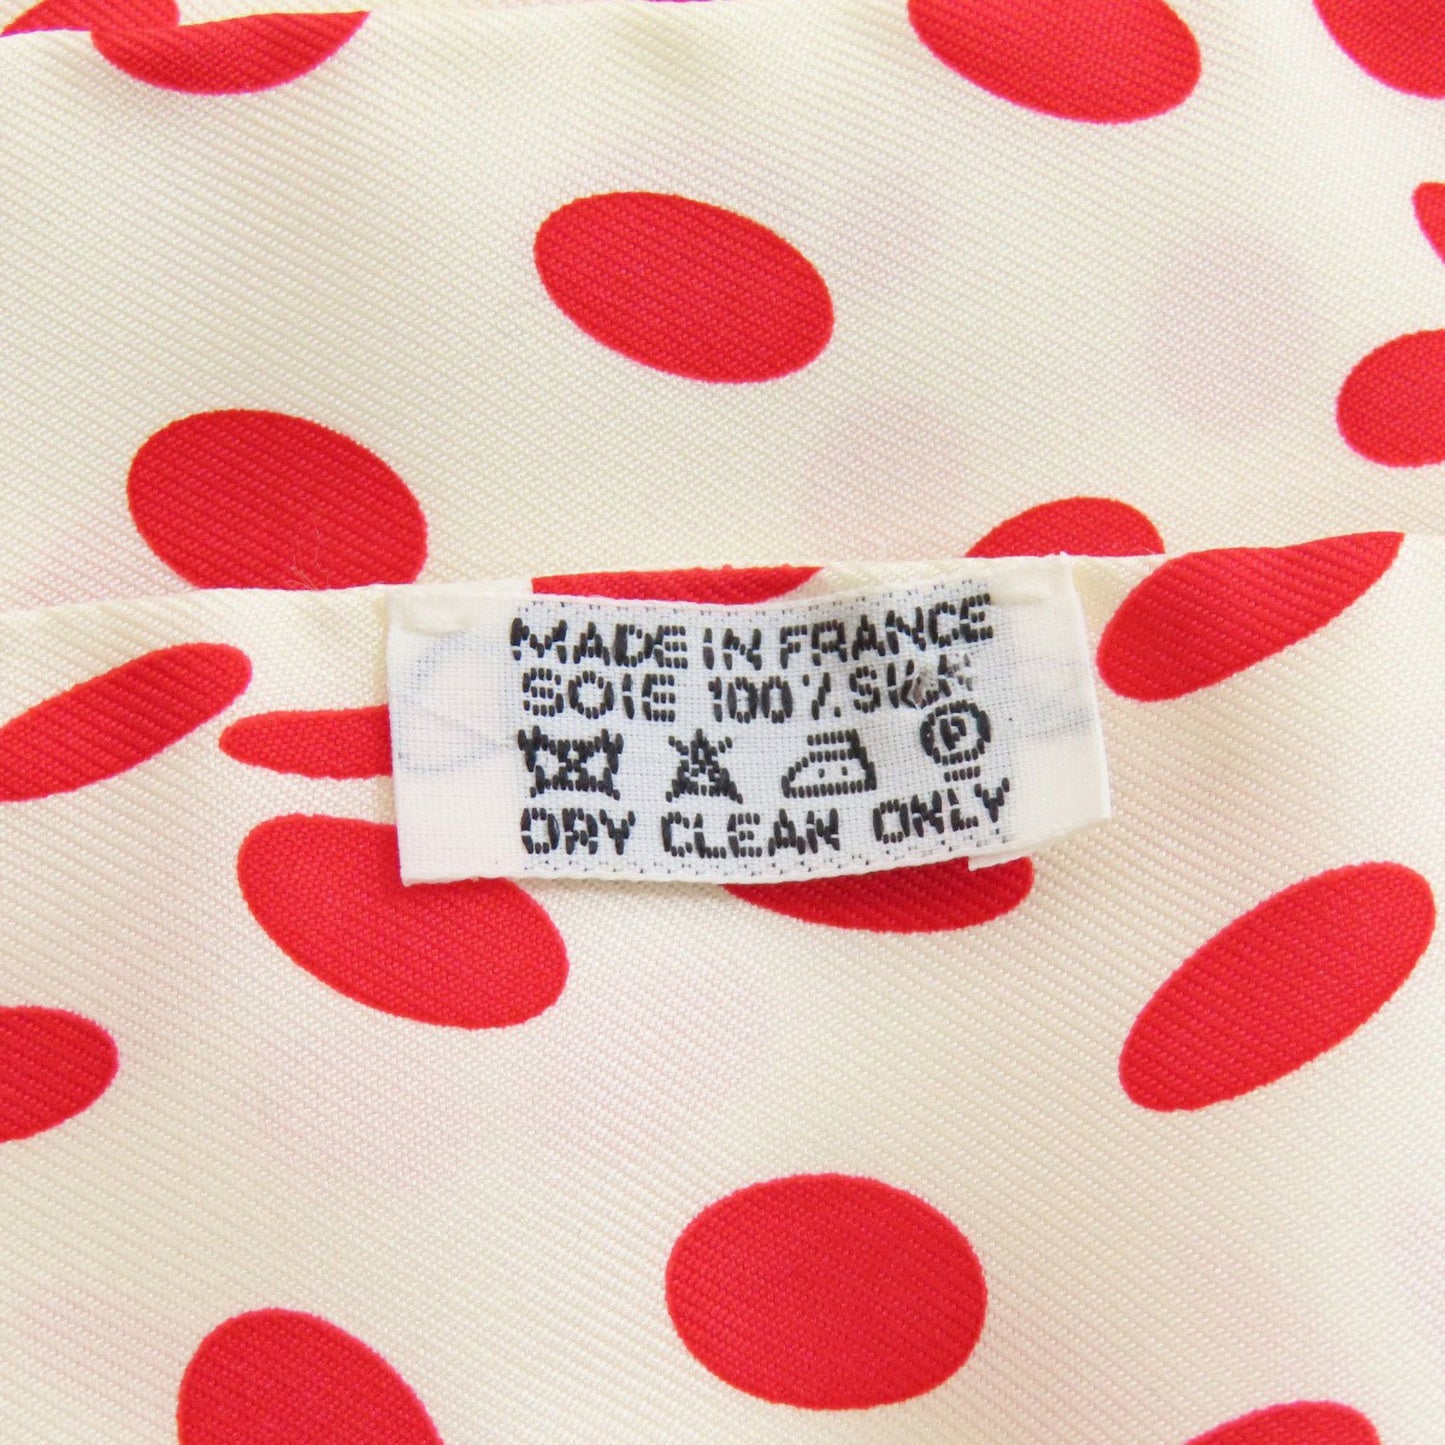 MADE IN FRANCE
SOIE 100% SILK
P
DRY CLEAN ONLY